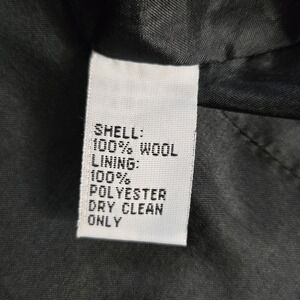 SHELL:
100% WOOL
LINING:
100%
POLYESTER
DRY CLEAN
ONLY